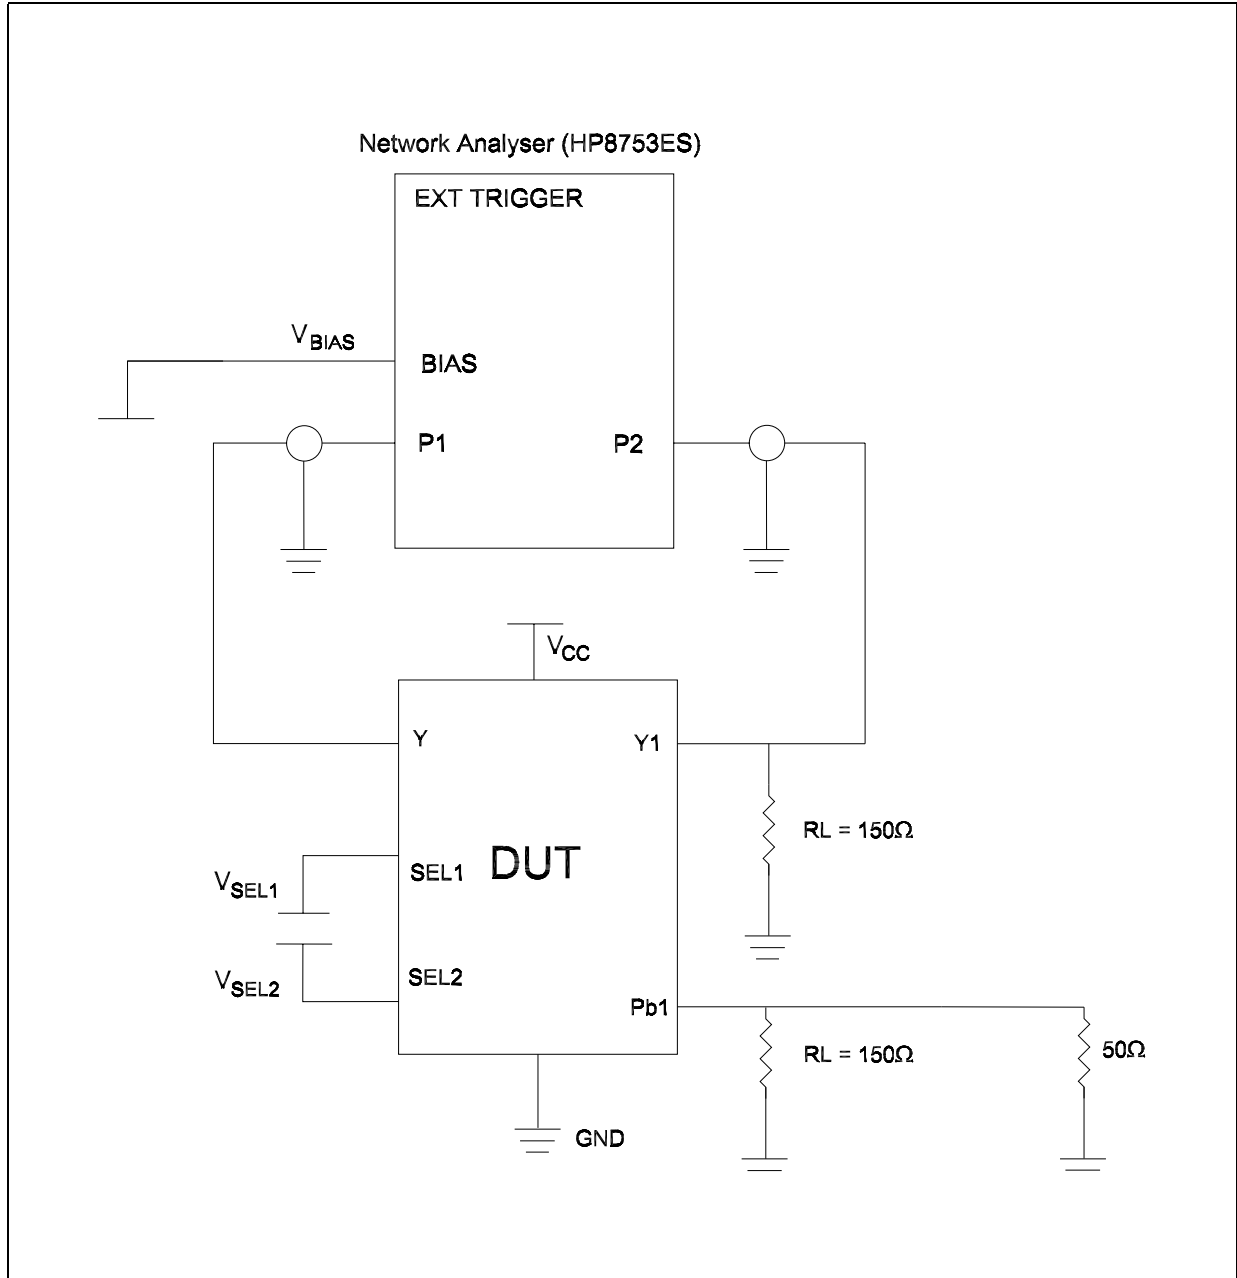 Network Analyser (HP8753ES)
EXT TRIGGER
VBIAS
BIAS
P1
P2
VCC
Y
Y1
RL = 150Ω
DUT
SEL1
VSEL1
SEL2
VSEL2
Pb1
RL = 150Ω
50Ω
GND